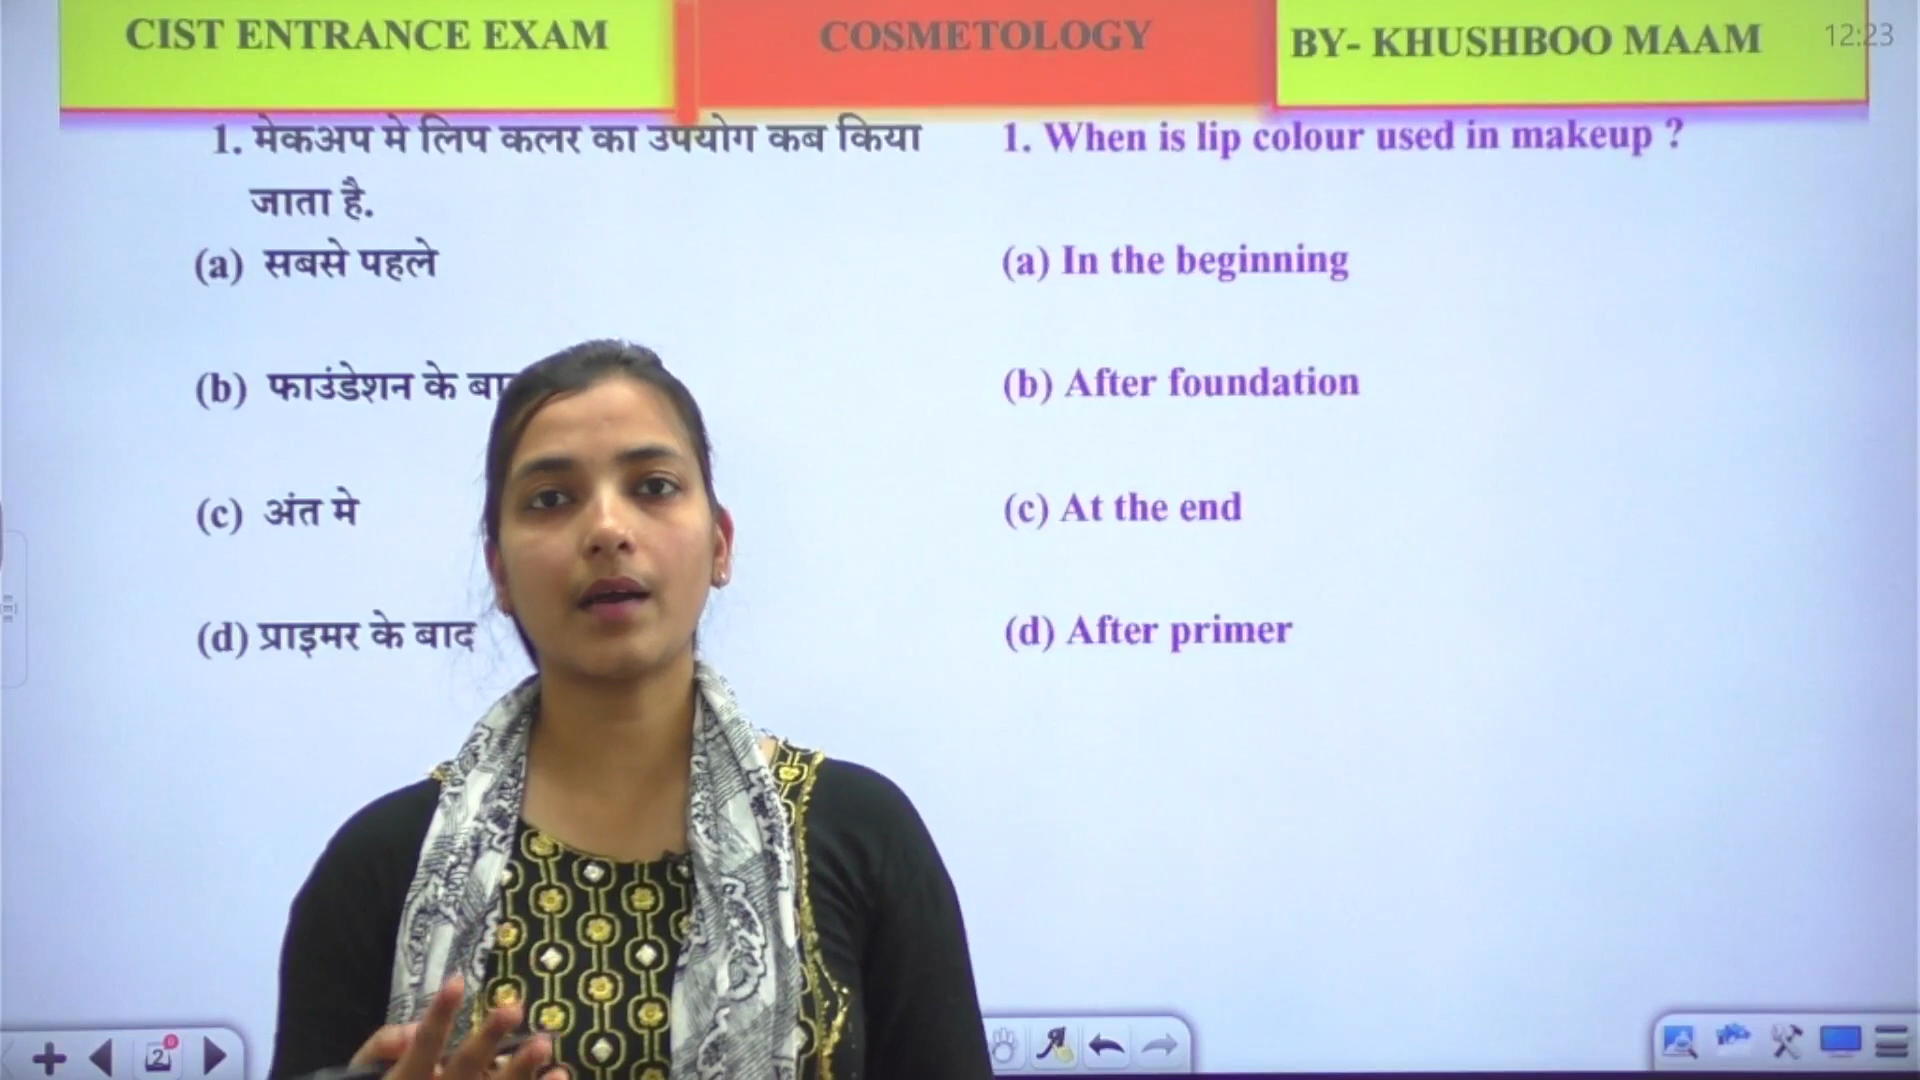 CIST ENTRANCE EXAM
COSMETOLOGY
BY- KHUSHBOO MAAM
12:23
1. मेकअप मे लिप कलर का उपयोग कब किया
जाता है.
(a) सबसे पहले
(b) फाउंडेशन के
(c) अंत मे
(d) प्राइमर के बाद
1. When is lip colour used in makeup ?
(a) In the beginning
(b) After foundation
(c) At the end
(d) After primer
2